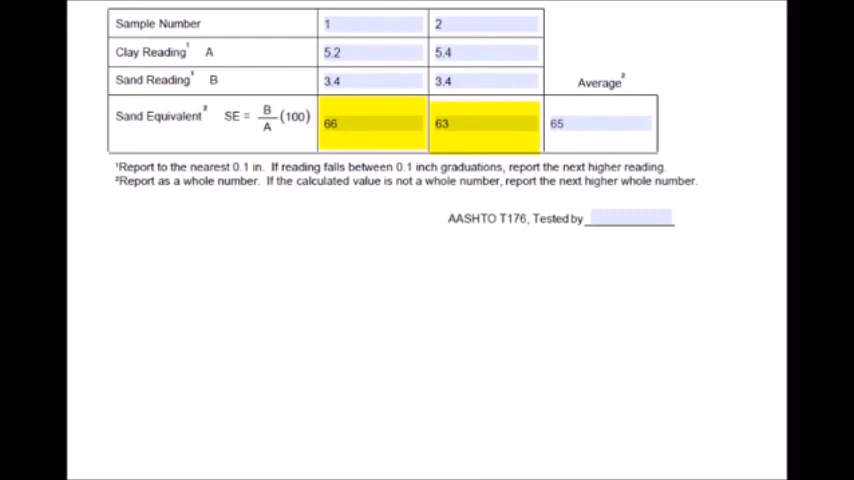 Sample Number 1 2
Clay Reading¹ A 5.2 5.4
Sand Reading¹ B 3.4 3.4 Average²
Sand Equivalent² SE = B/A (100) 66 63 65
¹Report to the nearest 0.1 in. If reading falls between 0.1 inch graduations, report the next higher reading.
²Report as a whole number. If the calculated value is not a whole number, report the next higher whole number.
AASHTO T176, Tested by